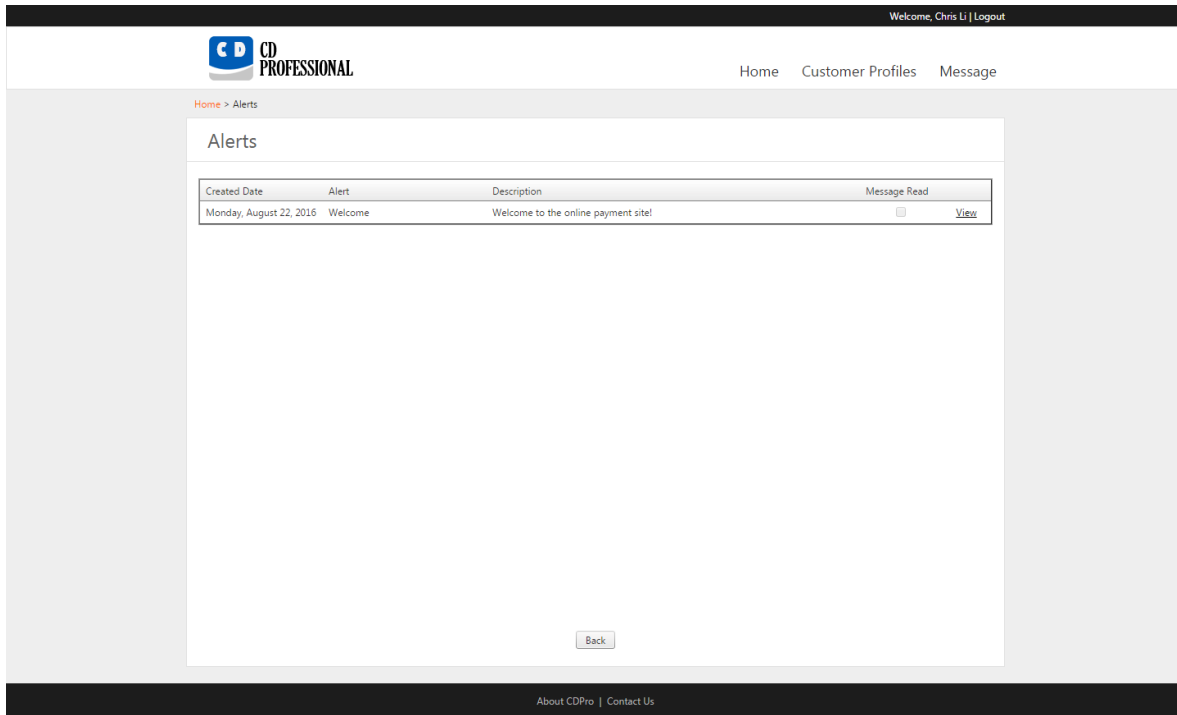 Welcome, Chris Li | Logout
C D
CD
PROFESSIONAL
Home Customer Profiles Message
Home > Alerts
Alerts
Created Date Alert Description Message Read
Monday, August 22, 2016 Welcome Welcome to the online payment site! View
Back
About CDPro | Contact Us